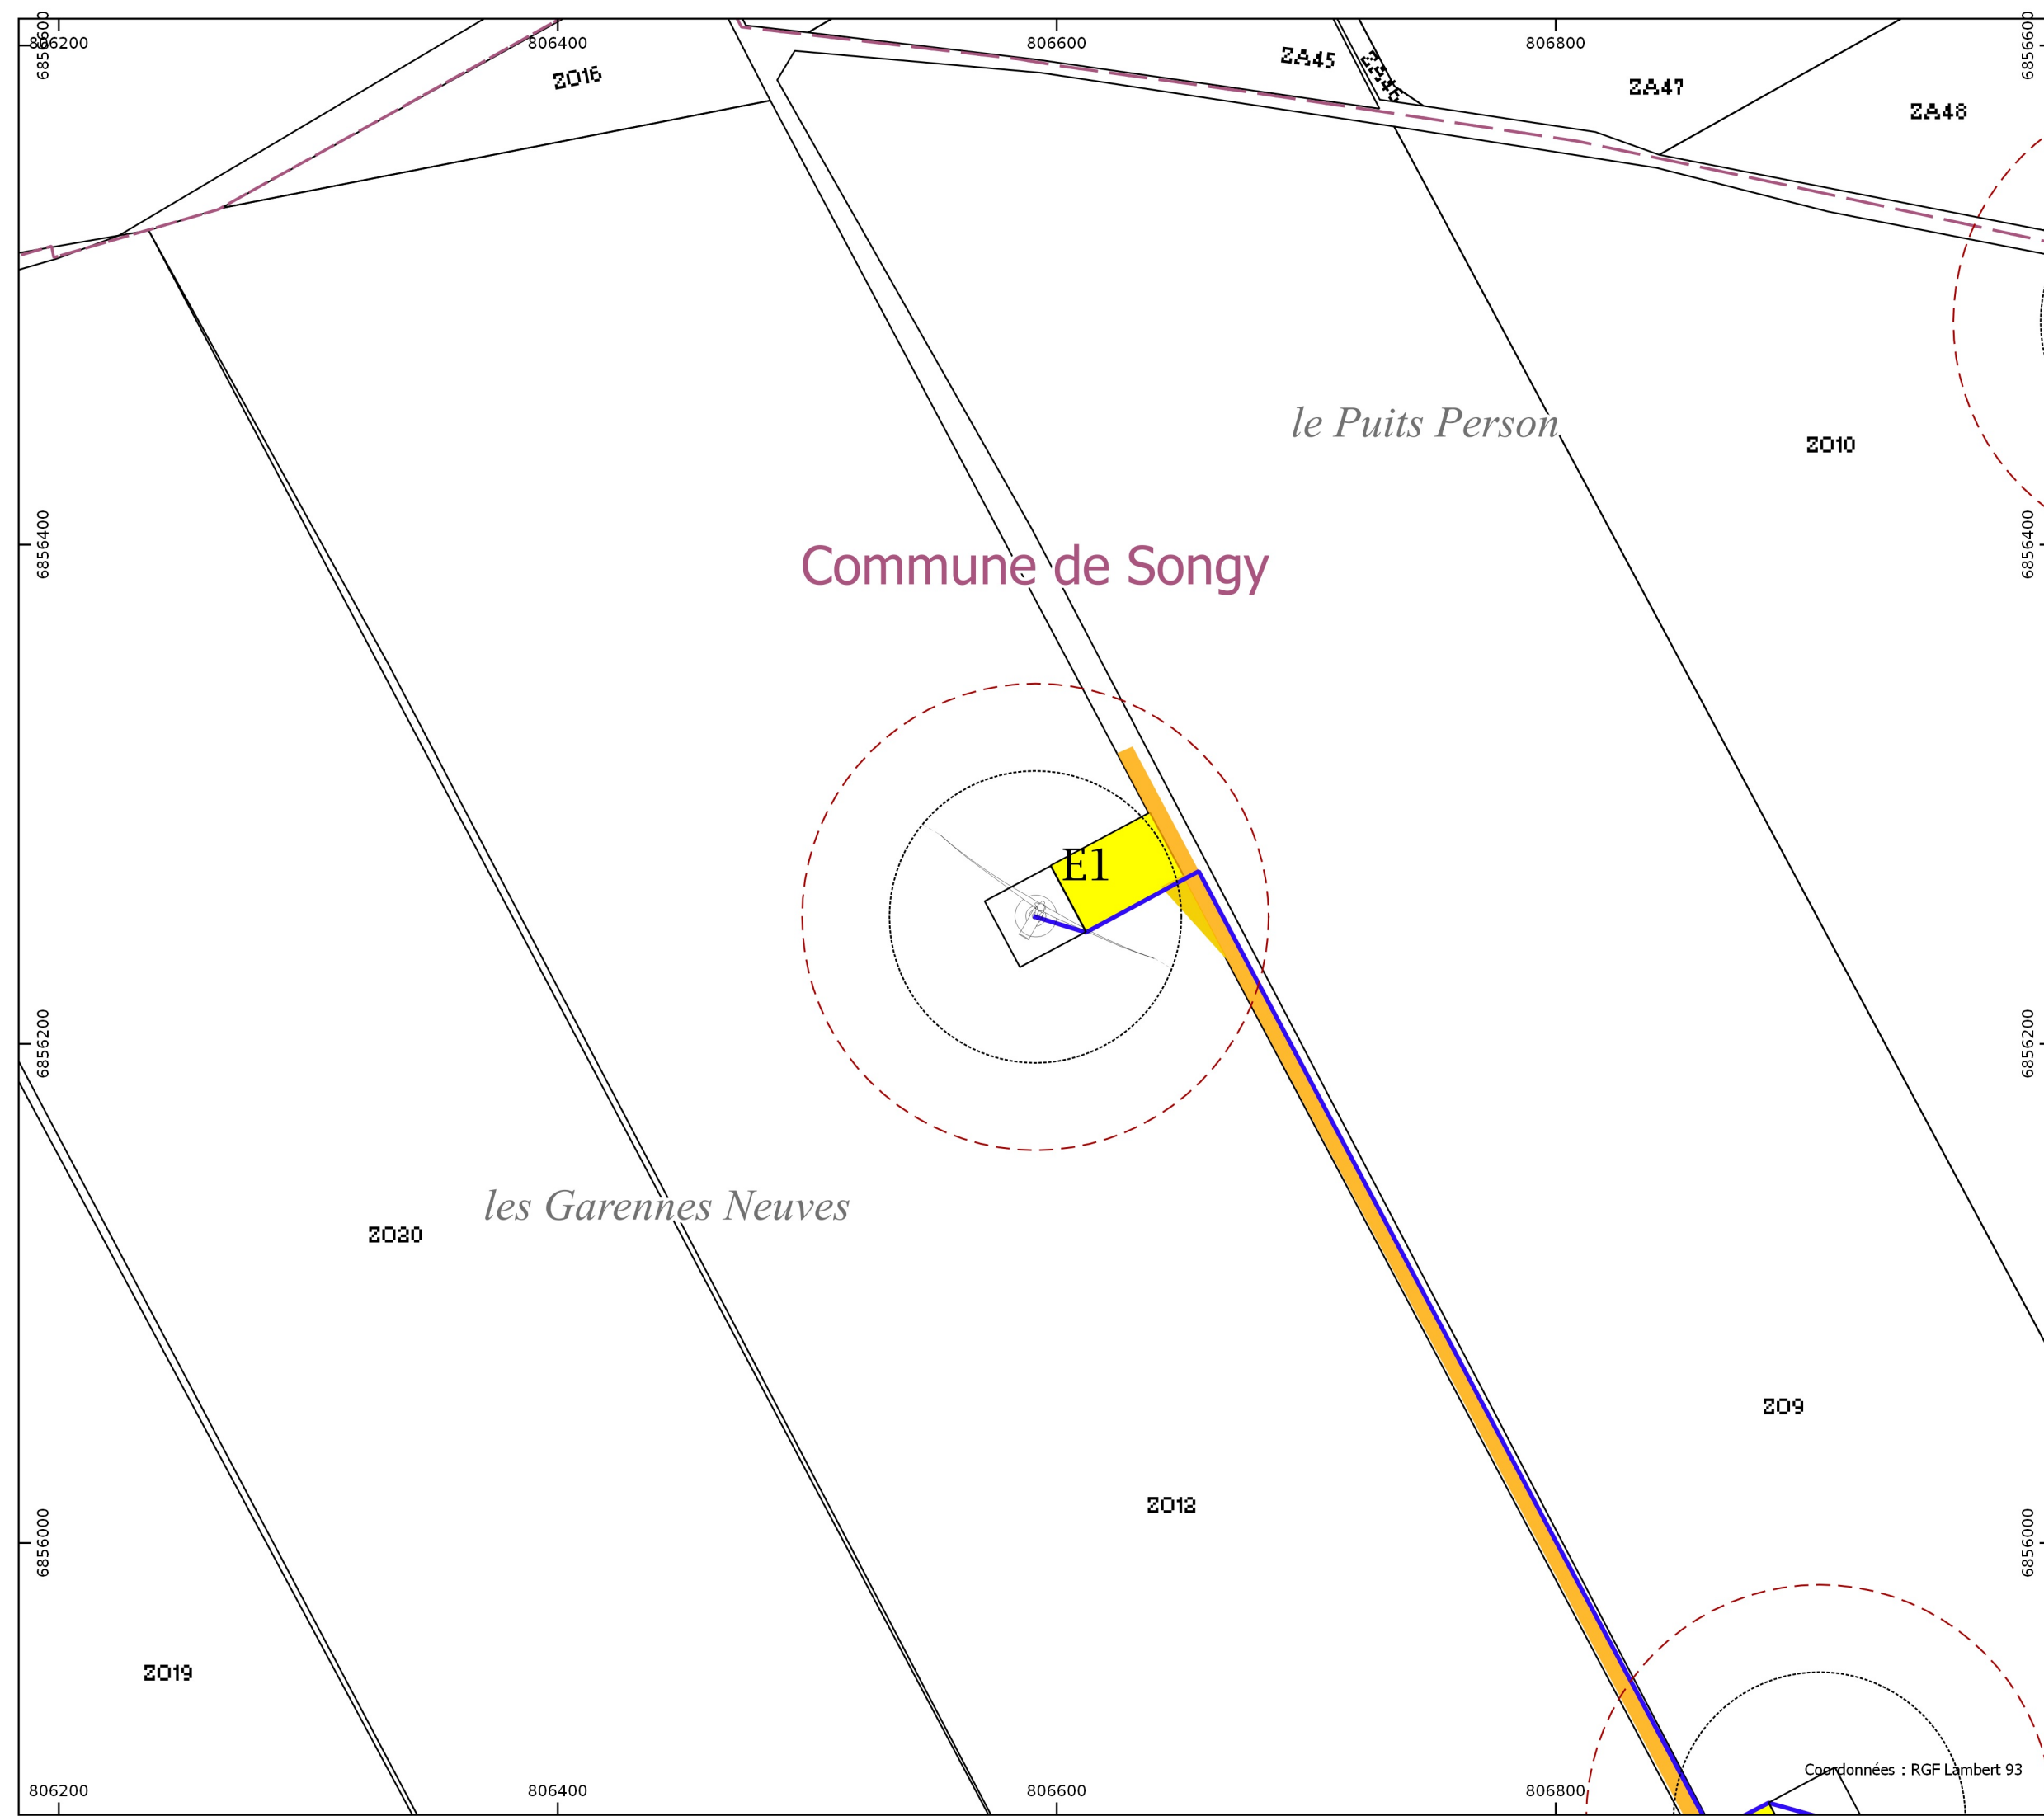 806200
806400
806600
806800
6856600
6856600
ZO16
ZA45
ZA46
ZA47
ZA48
le Puits Person
ZO10
6856400
6856400
Commune de Songy
E1
6856200
6856200
les Garennes Neuves
ZO20
ZO9
ZO12
6856000
6856000
ZO19
Coordonnées : RGF Lambert 93
806200
806400
806600
806800